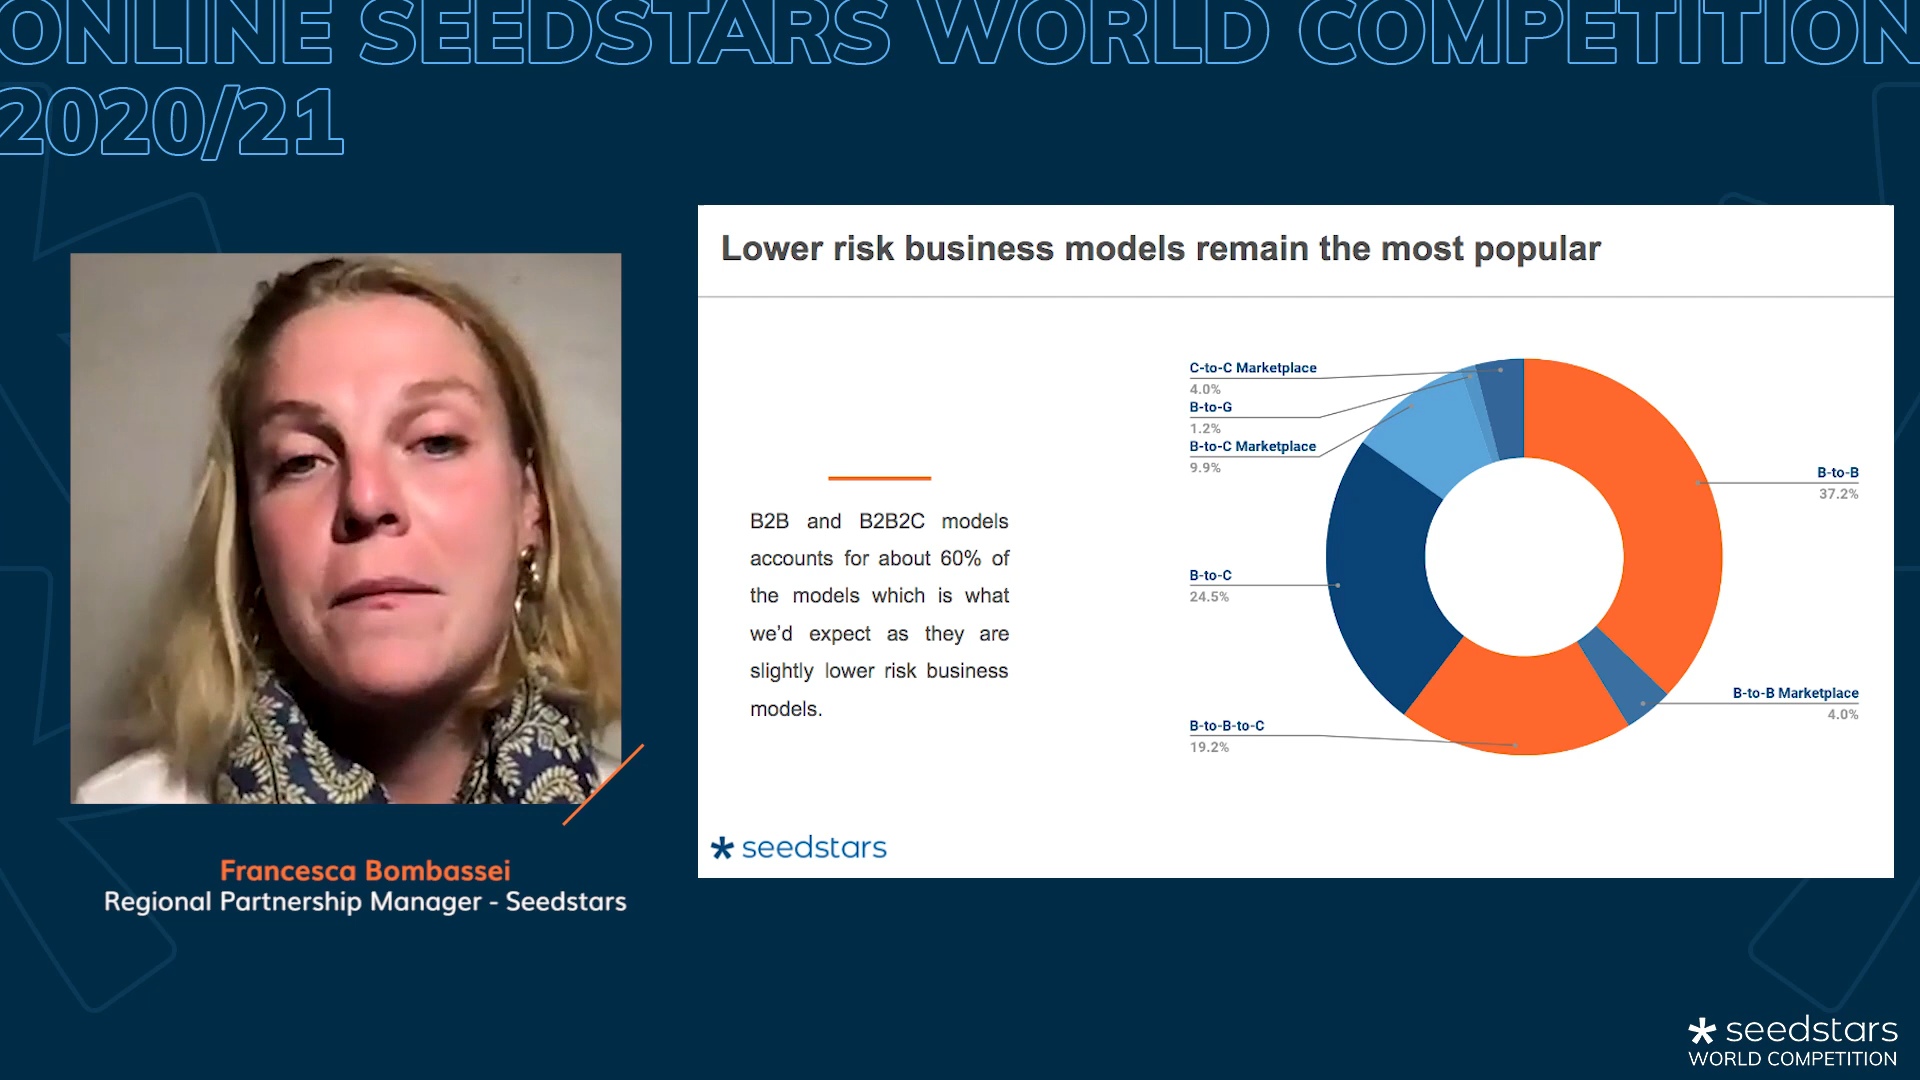 ONLINE SEEDSTARS WORLD COMPETITION
2020/21
Francesca Bombassei
Regional Partnership Manager - Seedstars
Lower risk business models remain the most popular
B2B and B2B2C models
accounts for about 60% of
the models which is what
we'd expect as they are
slightly lower risk business
models.
C-to-C Marketplace
4.0%
B-to-G
1.2%
B-to-C Marketplace
9.9%
B-to-C
24.5%
B-to-B-to-C
19.2%
B-to-B
37.2%
B-to-B Marketplace
4.0%
seedstars
seedstars
WORLD COMPETITION